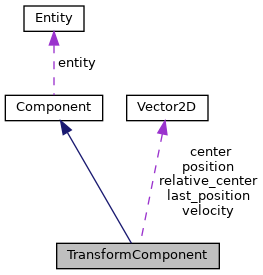 Entity
entity
Component
Vector2D
center
position
relative_center
last_position
velocity
TransformComponent